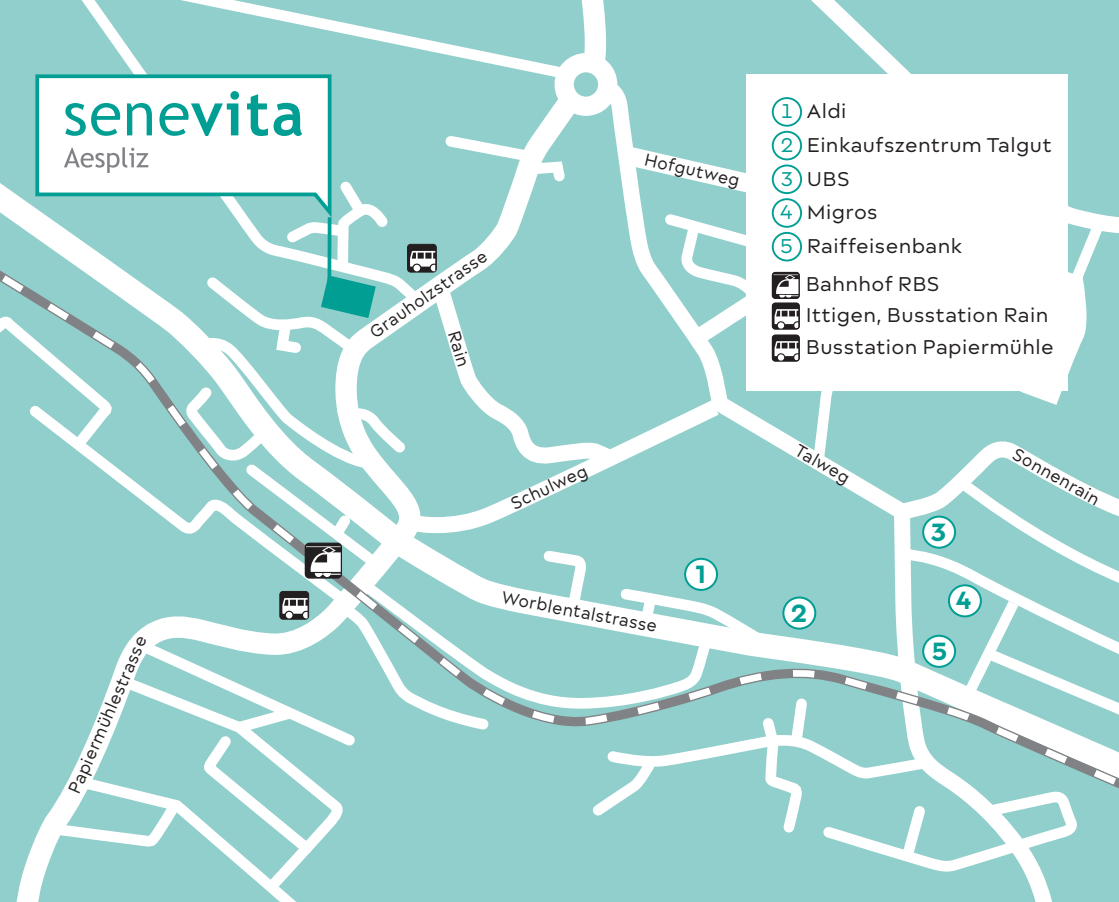 senevita
Aespliz
1 Aldi
2 Einkaufszentrum Talgut
3 UBS
4 Migros
5 Raiffeisenbank
Bahnhof RBS
Ittigen, Busstation Rain
Busstation Papiermühle
Hofgutweg
Grauholzstrasse
Rain
Talweg
Sonnenrain
Schulweg
3
1
4
2
Worblentalstrasse
5
Papiermühlestrasse